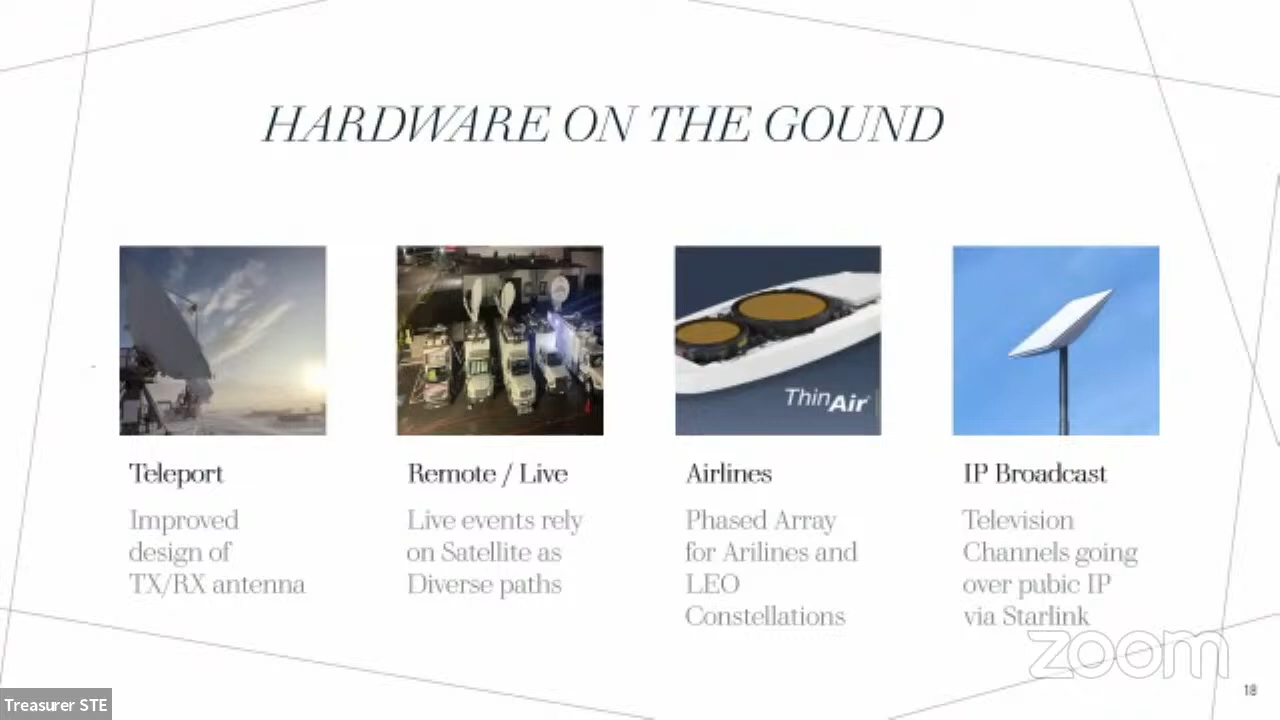 HARDWARE ON THE GOUND
ThinAir
Teleport
Improved
design of
TX/RX antenna
Remote / Live
Live events rely
on Satellite as
Diverse paths
Airlines
Phased Array
for Arilines and
LEO
Constellations
IP Broadcast
Television
Channels going
over pubic IP
via Starlink
zoom
18
Treasurer STE